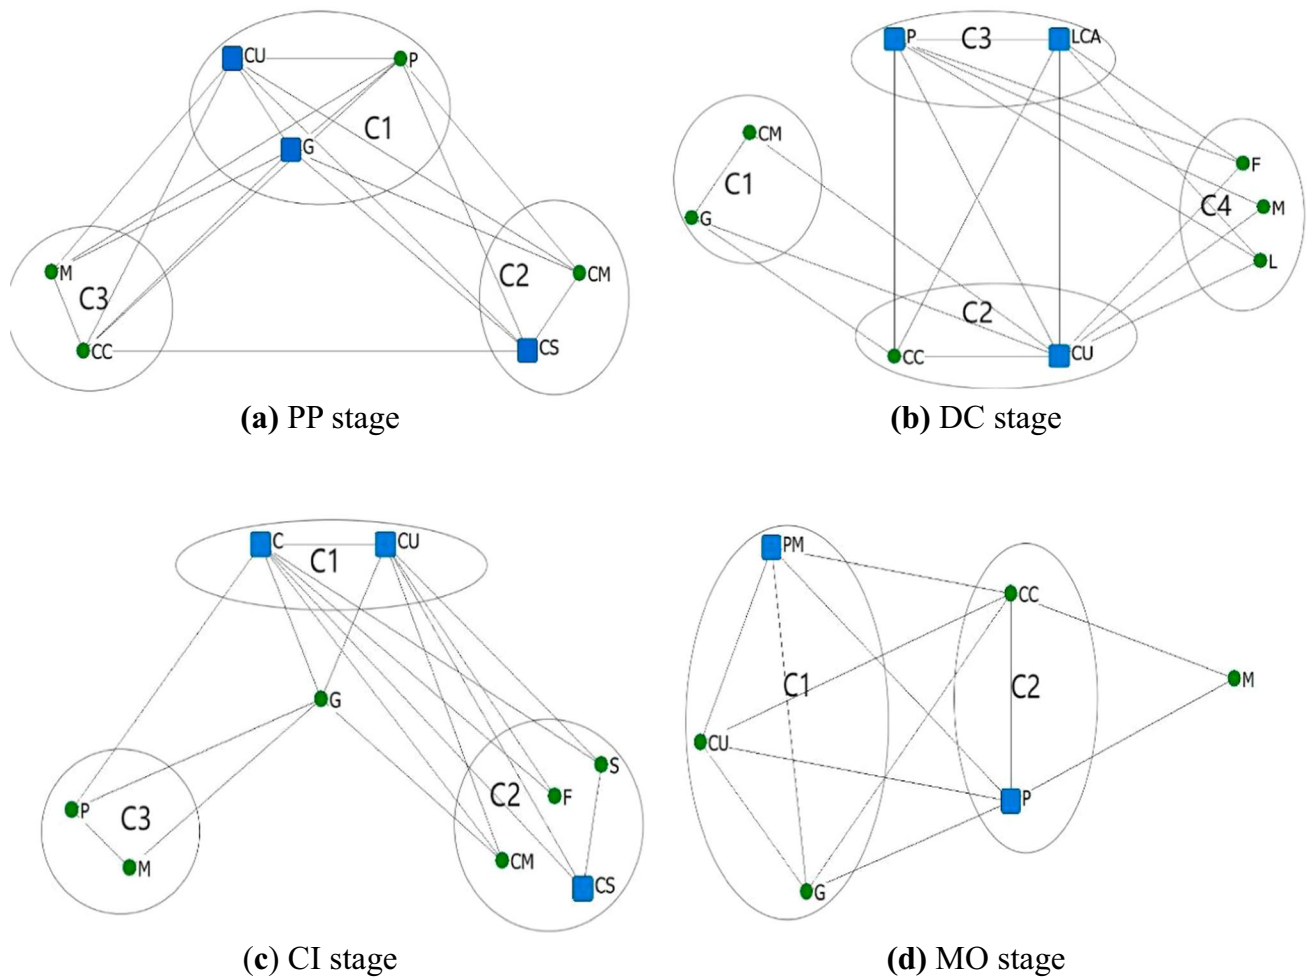 CU
P
C1
G
M
C3
CC
C2
CM
CS
(a) PP stage
P
C3
LCA
CM
C1
G
F
C4
M
L
C2
CC
CU
(b) DC stage
C
C1
CU
G
P
C3
M
S
C2
F
CM
CS
(c) CI stage
PM
CC
C1
C2
M
CU
P
G
(d) MO stage